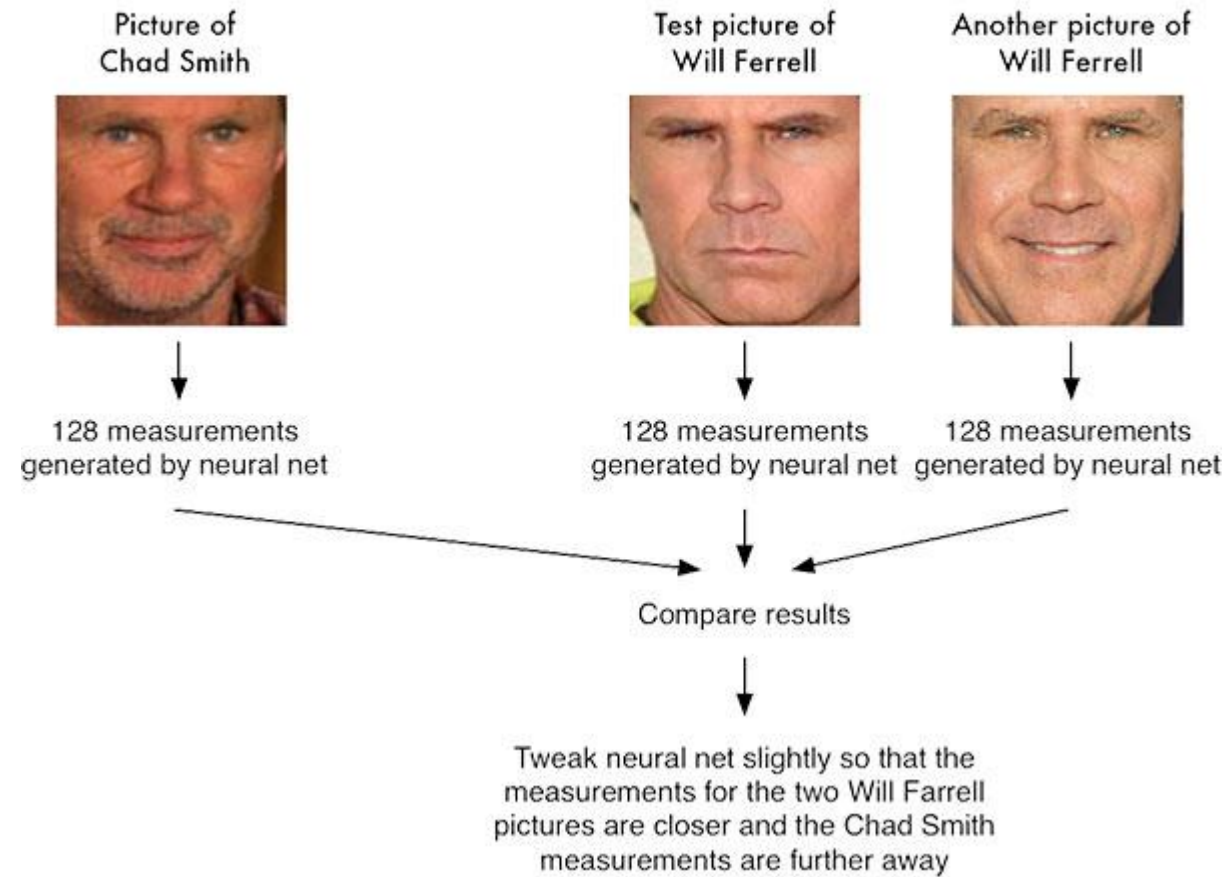 Picture of
Chad Smith
Test picture of
Will Ferrell
Another picture of
Will Ferrell
128 measurements
generated by neural net
128 measurements
generated by neural net
128 measurements
generated by neural net
Compare results
Tweak neural net slightly so that the
measurements for the two Will Farrell
pictures are closer and the Chad Smith
measurements are further away